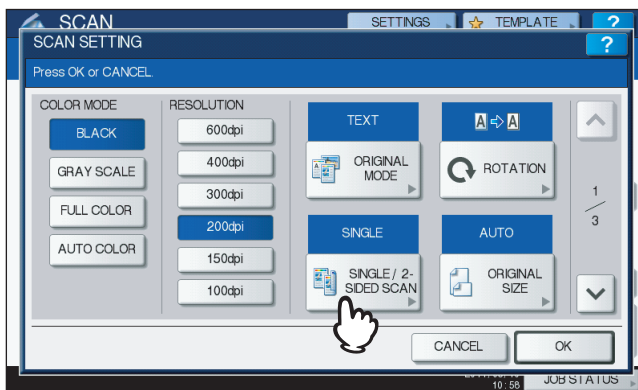 SCAN
SETTINGS
TEMPLATE
?
SCAN SETTING
?
Press OK or CANCEL.
COLOR MODE
BLACK
GRAY SCALE
FULL COLOR
AUTO COLOR
RESOLUTION
600dpi
400dpi
300dpi
200dpi
150dpi
100dpi
TEXT
ORIGINAL
MODE
A A
ROTATION
SINGLE
SINGLE / 2-
SIDED SCAN
AUTO
ORIGINAL
SIZE
1
3
CANCEL
OK
10 : 58
JOB STATUS